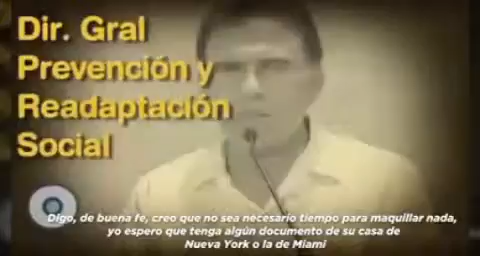 Dir. Gral
Prevención y
Readaptación
Social
Digo, de buena fe, creo que no sea necesario tiempo para maquillar nada,
yo espero que tenga algún documento de su casa de
Nueva York o la de Miami